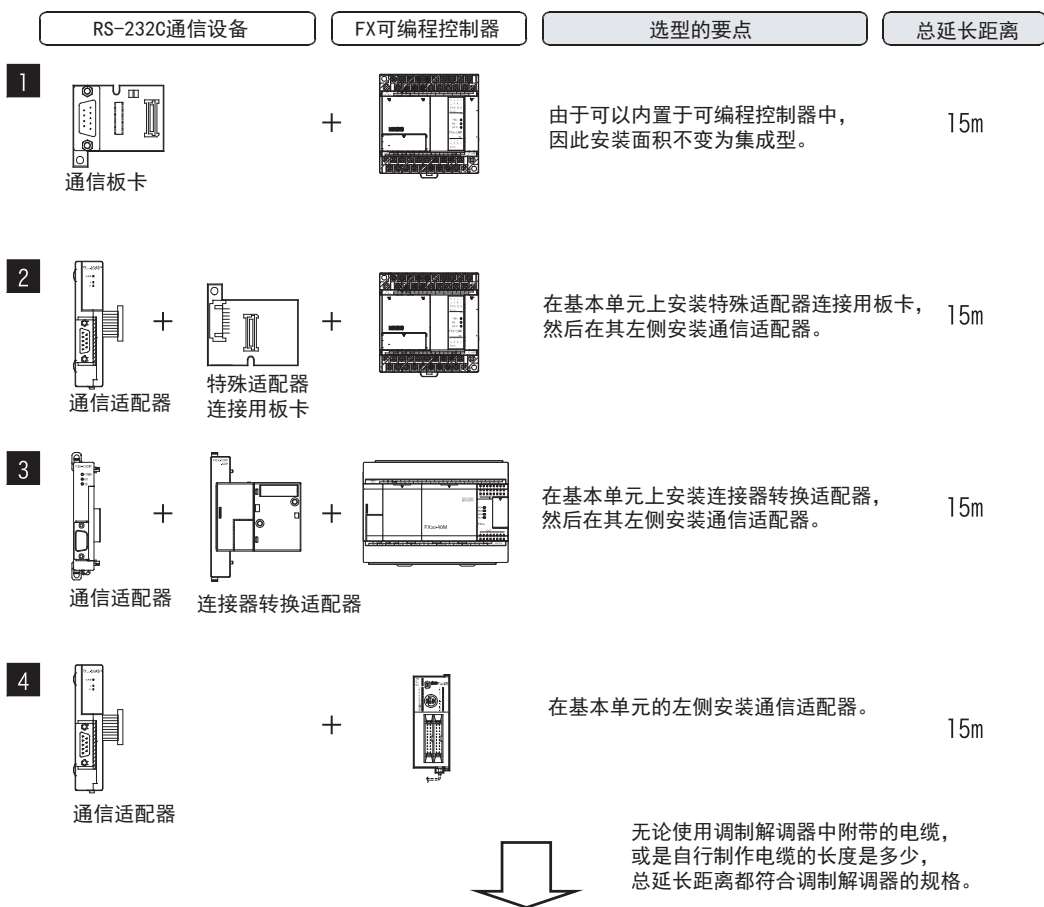 RS-232C通信设备
FX可编程控制器
选型的要点
总延长距离
1
通信板卡
+
由于可以内置于可编程控制器中，
因此安装面积不变为集成型。
15m
2
通信适配器
+
特殊适配器
连接用板卡
+
在基本单元上安装特殊适配器连接用板卡，
然后在其左侧安装通信适配器。
15m
3
通信适配器
+
连接器转换适配器
+
在基本单元上安装连接器转换适配器，
然后在其左侧安装通信适配器。
15m
4
通信适配器
+
在基本单元的左侧安装通信适配器。
15m
无论使用调制解调器中附带的电缆，
或是自行制作电缆的长度是多少，
总延长距离都符合调制解调器的规格。